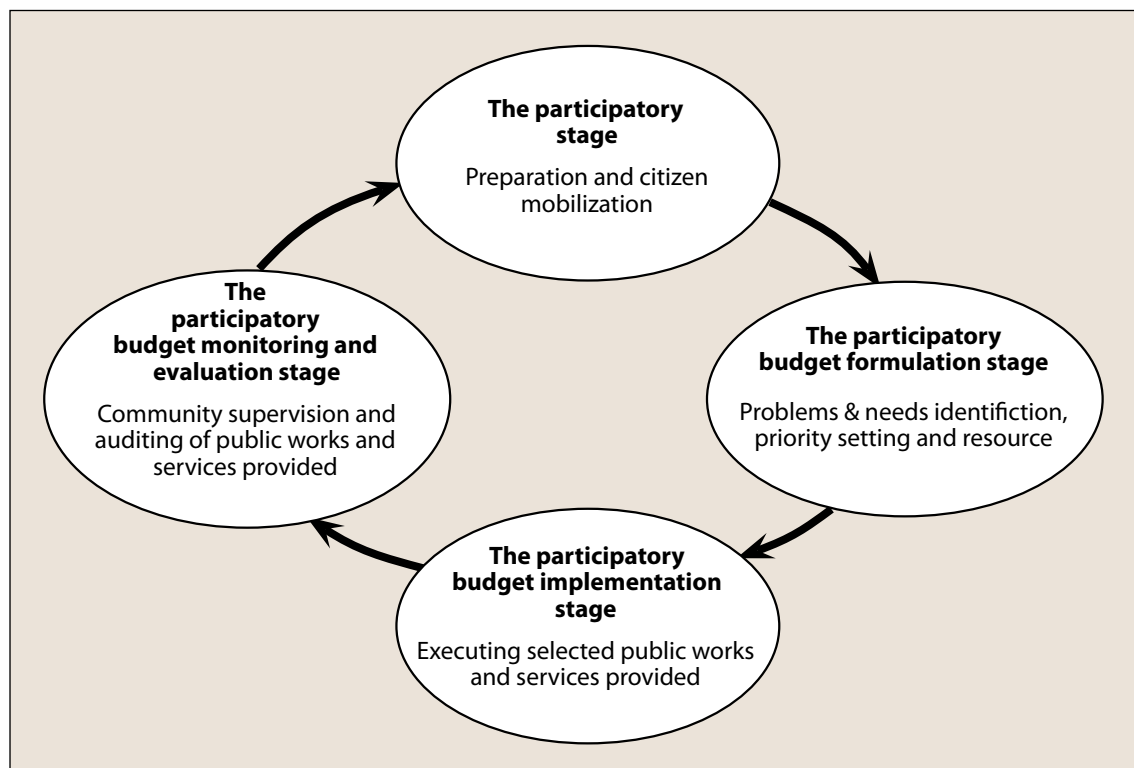 The participatory
stage
Preparation and citizen
mobilization
The participatory
budget formulation stage
Problems & needs identifiction,
priority setting and resource
The participatory
budget implementation
stage
Executing selected public works
and services provided
The
participatory
budget monitoring and
evaluation stage
Community supervision and
auditing of public works and
services provided